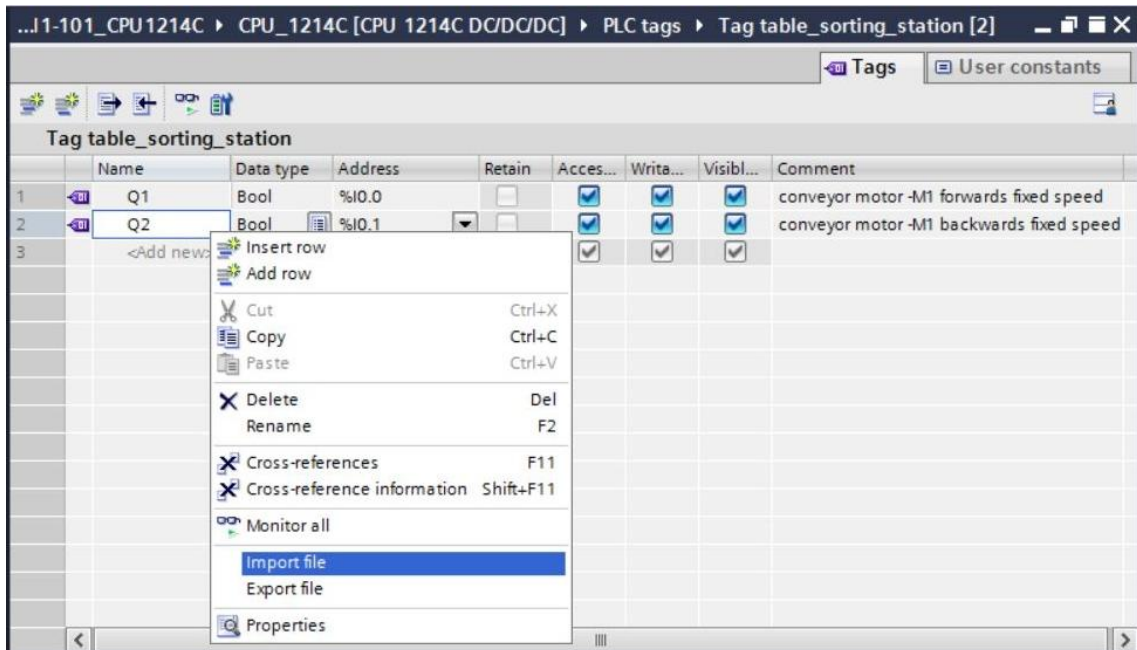 ...J1-101_CPU1214C ▸ CPU_1214C [CPU 1214C DC/DC/DC] ▸ PLC tags ▸ Tag table_sorting_station [2]
Tags User constants
Tag table_sorting_station
Name Data type Address Retain Acces... Writa... Visibl... Comment
1 Q1 Bool %I0.0 conveyor motor -M1 forwards fixed speed
2 Q2 Bool %I0.1 conveyor motor -M1 backwards fixed speed
3 <Add new>
Insert row
Add row
Cut Ctrl+X
Copy Ctrl+C
Paste Ctrl+V
Delete Del
Rename F2
Cross-references F11
Cross-reference information Shift+F11
Monitor all
Import file
Export file
Properties